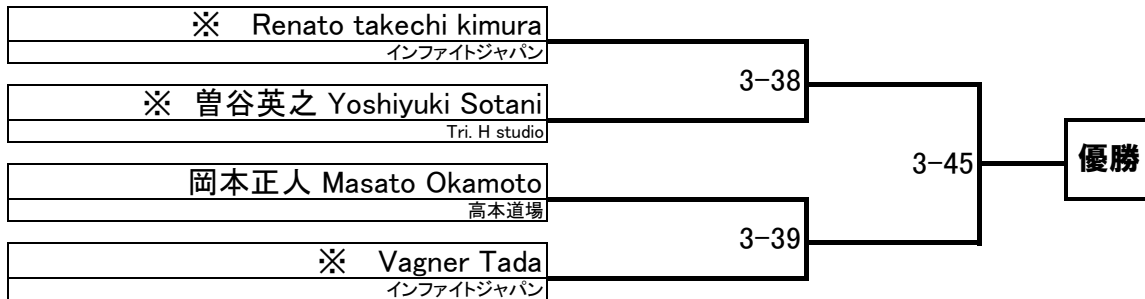 ※ Renato takechi kimura
インファイトジャパン
3-38
※ 曽谷英之 Yoshiyuki Sotani
Tri. H studio
3-45
優勝
岡本正人 Masato Okamoto
高本道場
3-39
※ Vagner Tada
インファイトジャパン